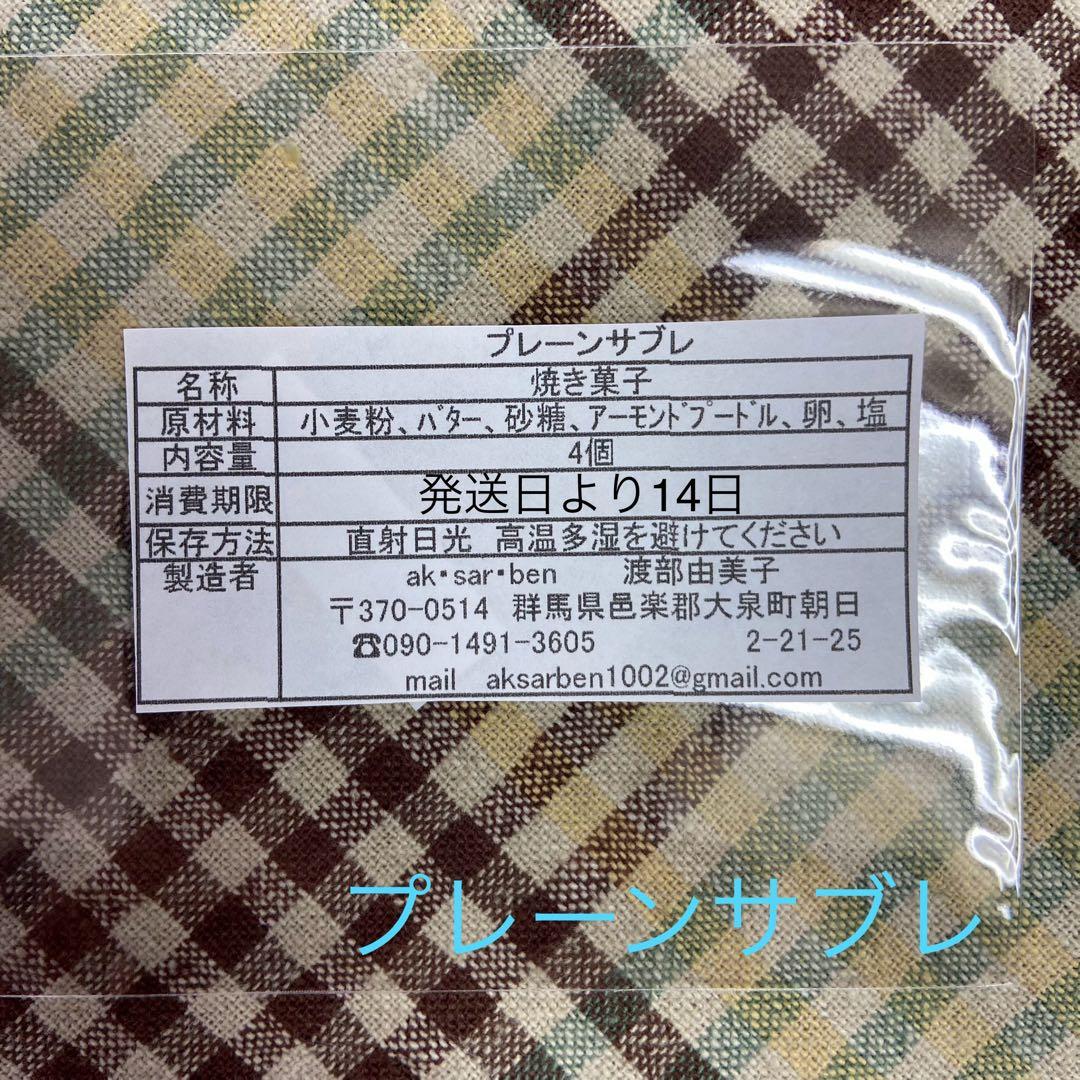 プレーンサブレ
名称 焼き菓子
原材料 小麦粉、ﾊﾞﾀｰ、砂糖、ｱｰﾓﾝﾄﾞﾌﾟｰﾄﾞﾙ、卵、塩
内容量 4個
消費期限 発送日より14日
保存方法 直射日光 高温多湿を避けてください
製造者 ak・sar・ben 渡部由美子
〒370-0514 群馬県邑楽郡大泉町朝日
☎090-1491-3605 2-21-25
mail aksarben1002@gmail.com
プレーンサブレ